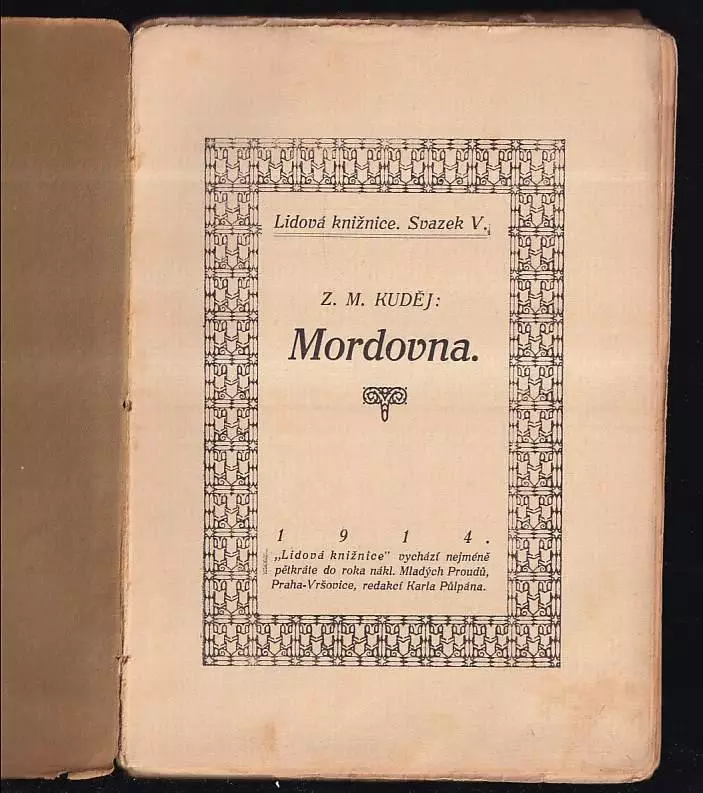 Lidová knižnice. Svazek V.
Z. M. KUDĚJ:
Mordovna.
1 9 1 4 .
„Lidová knižnice" vychází nejméně
pětkráte do roka nákl. Mladých Proudů,
Praha-Vršovice, redakcí Karla Půlpána.